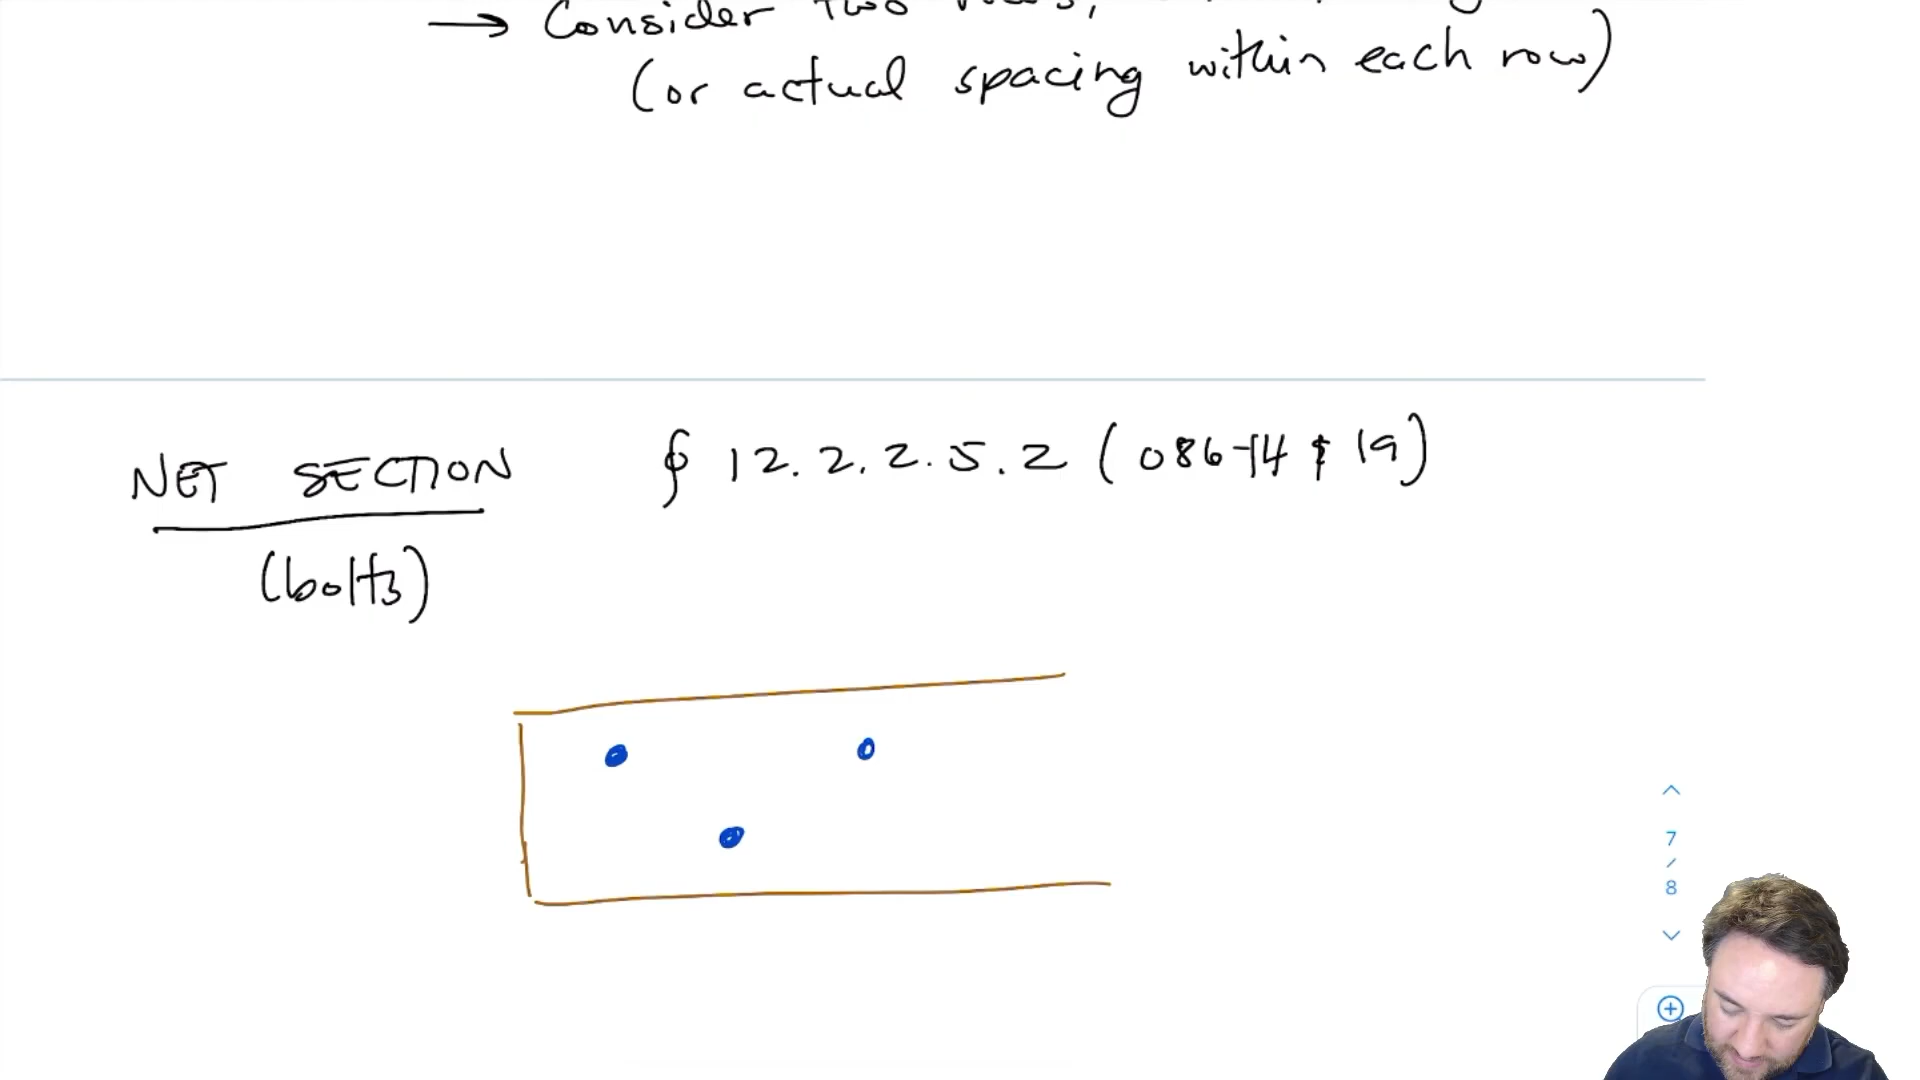 → Consider two
(or actual spacing within each row)
NET SECTION
§ 12.2.2.5.2 (086-14 & 19)
(bolts)
7
/
8